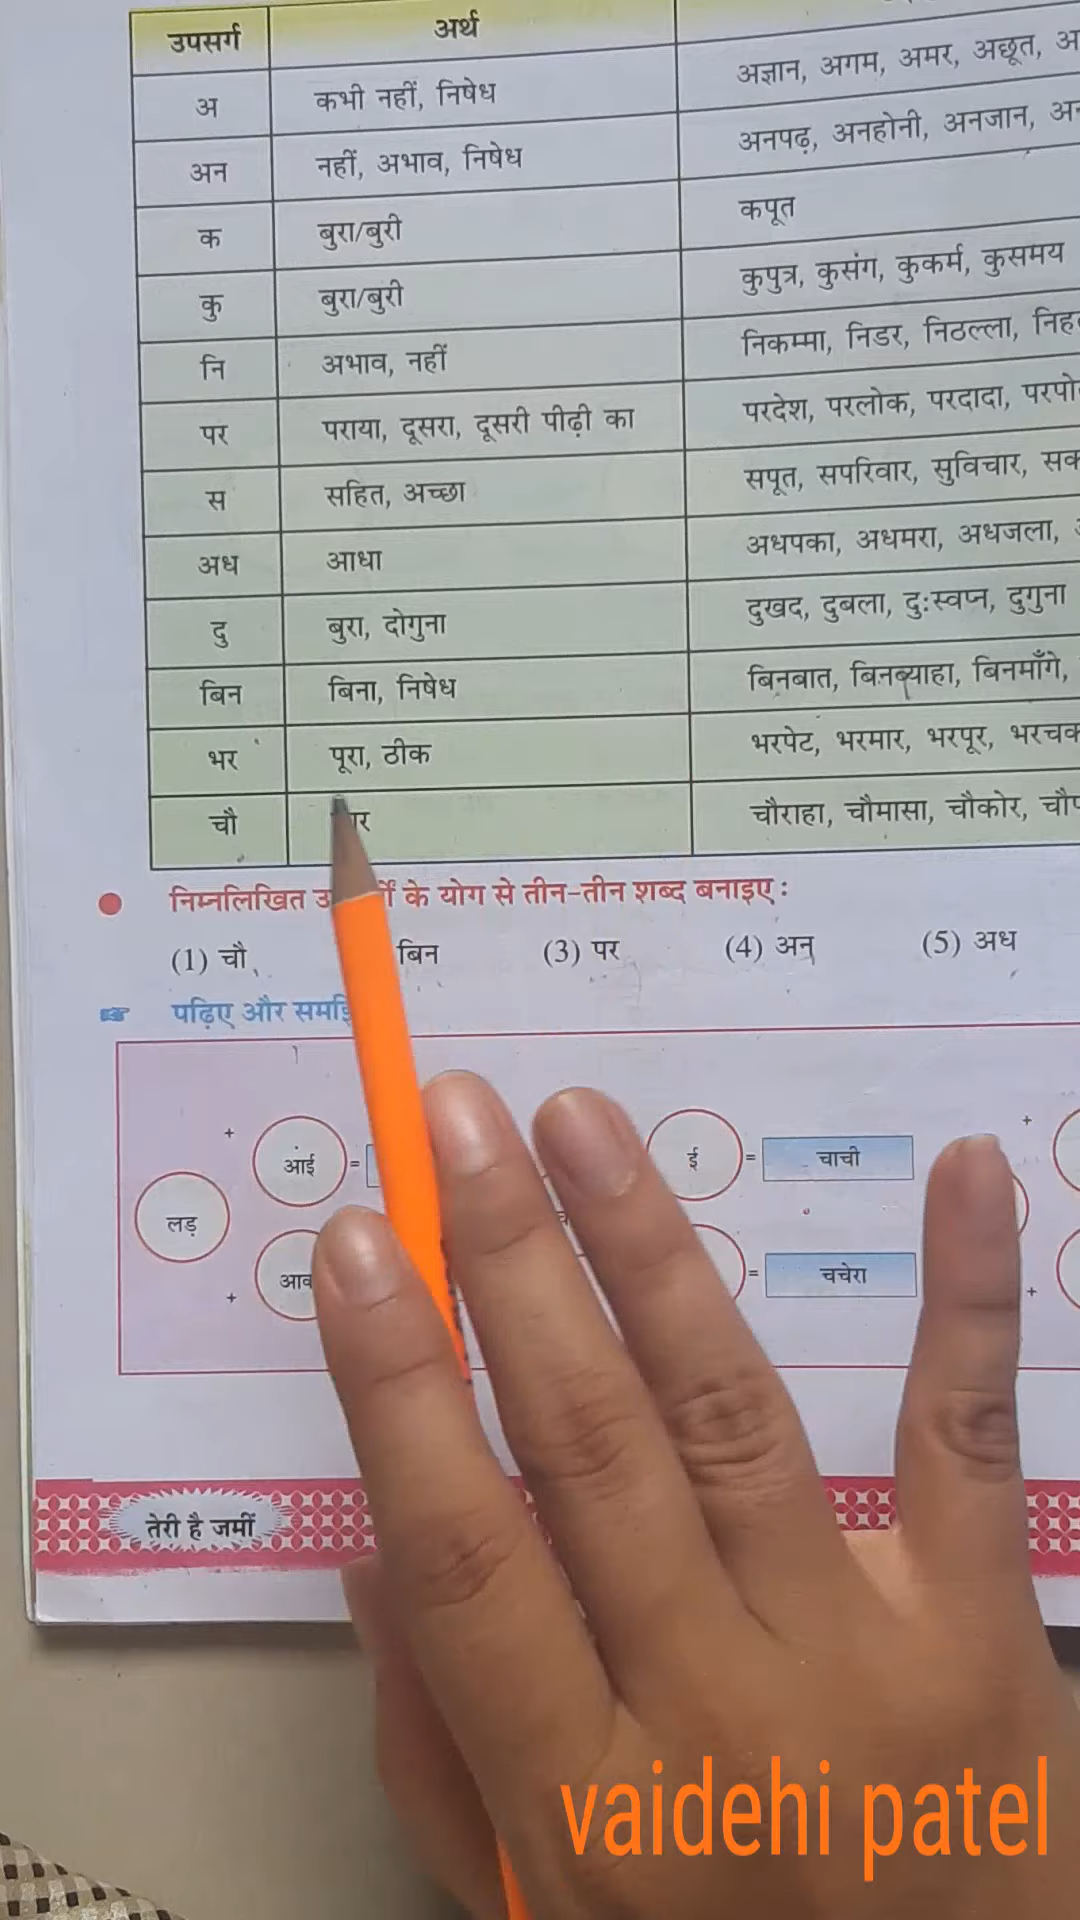 उपसर्ग अर्थ
अ कभी नहीं, निषेध अज्ञान, अगम, अमर, अछूत,
अन नहीं, अभाव, निषेध अनपढ़, अनहोनी, अनजान,
क बुरा/बुरी कपूत
कु बुरा/बुरी कुपुत्र, कुसंग, कुकर्म, कुसमय
नि अभाव, नहीं निकम्मा, निडर, निठल्ला,
पर पराया, दूसरा, दूसरी पीढ़ी का परदेश, परलोक, परदादा,
स सहित, अच्छा सपूत, सपरिवार, सुविचार,
अध आधा अधपका, अधमरा, अधजला,
दु बुरा, दोगुना दुखद, दुबला, दुःस्वप्न, दुगुना
बिन बिना, निषेध बिनबात, बिनब्याहा, बिनमाँगे,
भर पूरा, ठीक भरपेट, भरमार, भरपूर,
चौ चौराहा, चौमासा, चौकोर,
निम्नलिखित के योग से तीन-तीन शब्द बनाइए :
(1) चौ बिन (3) पर (4) अन् (5) अध
पढ़िए और
+ आई = ई = चाची +
लड़
+ = चचेरा +
तेरी है जमीं
vaidehi patel